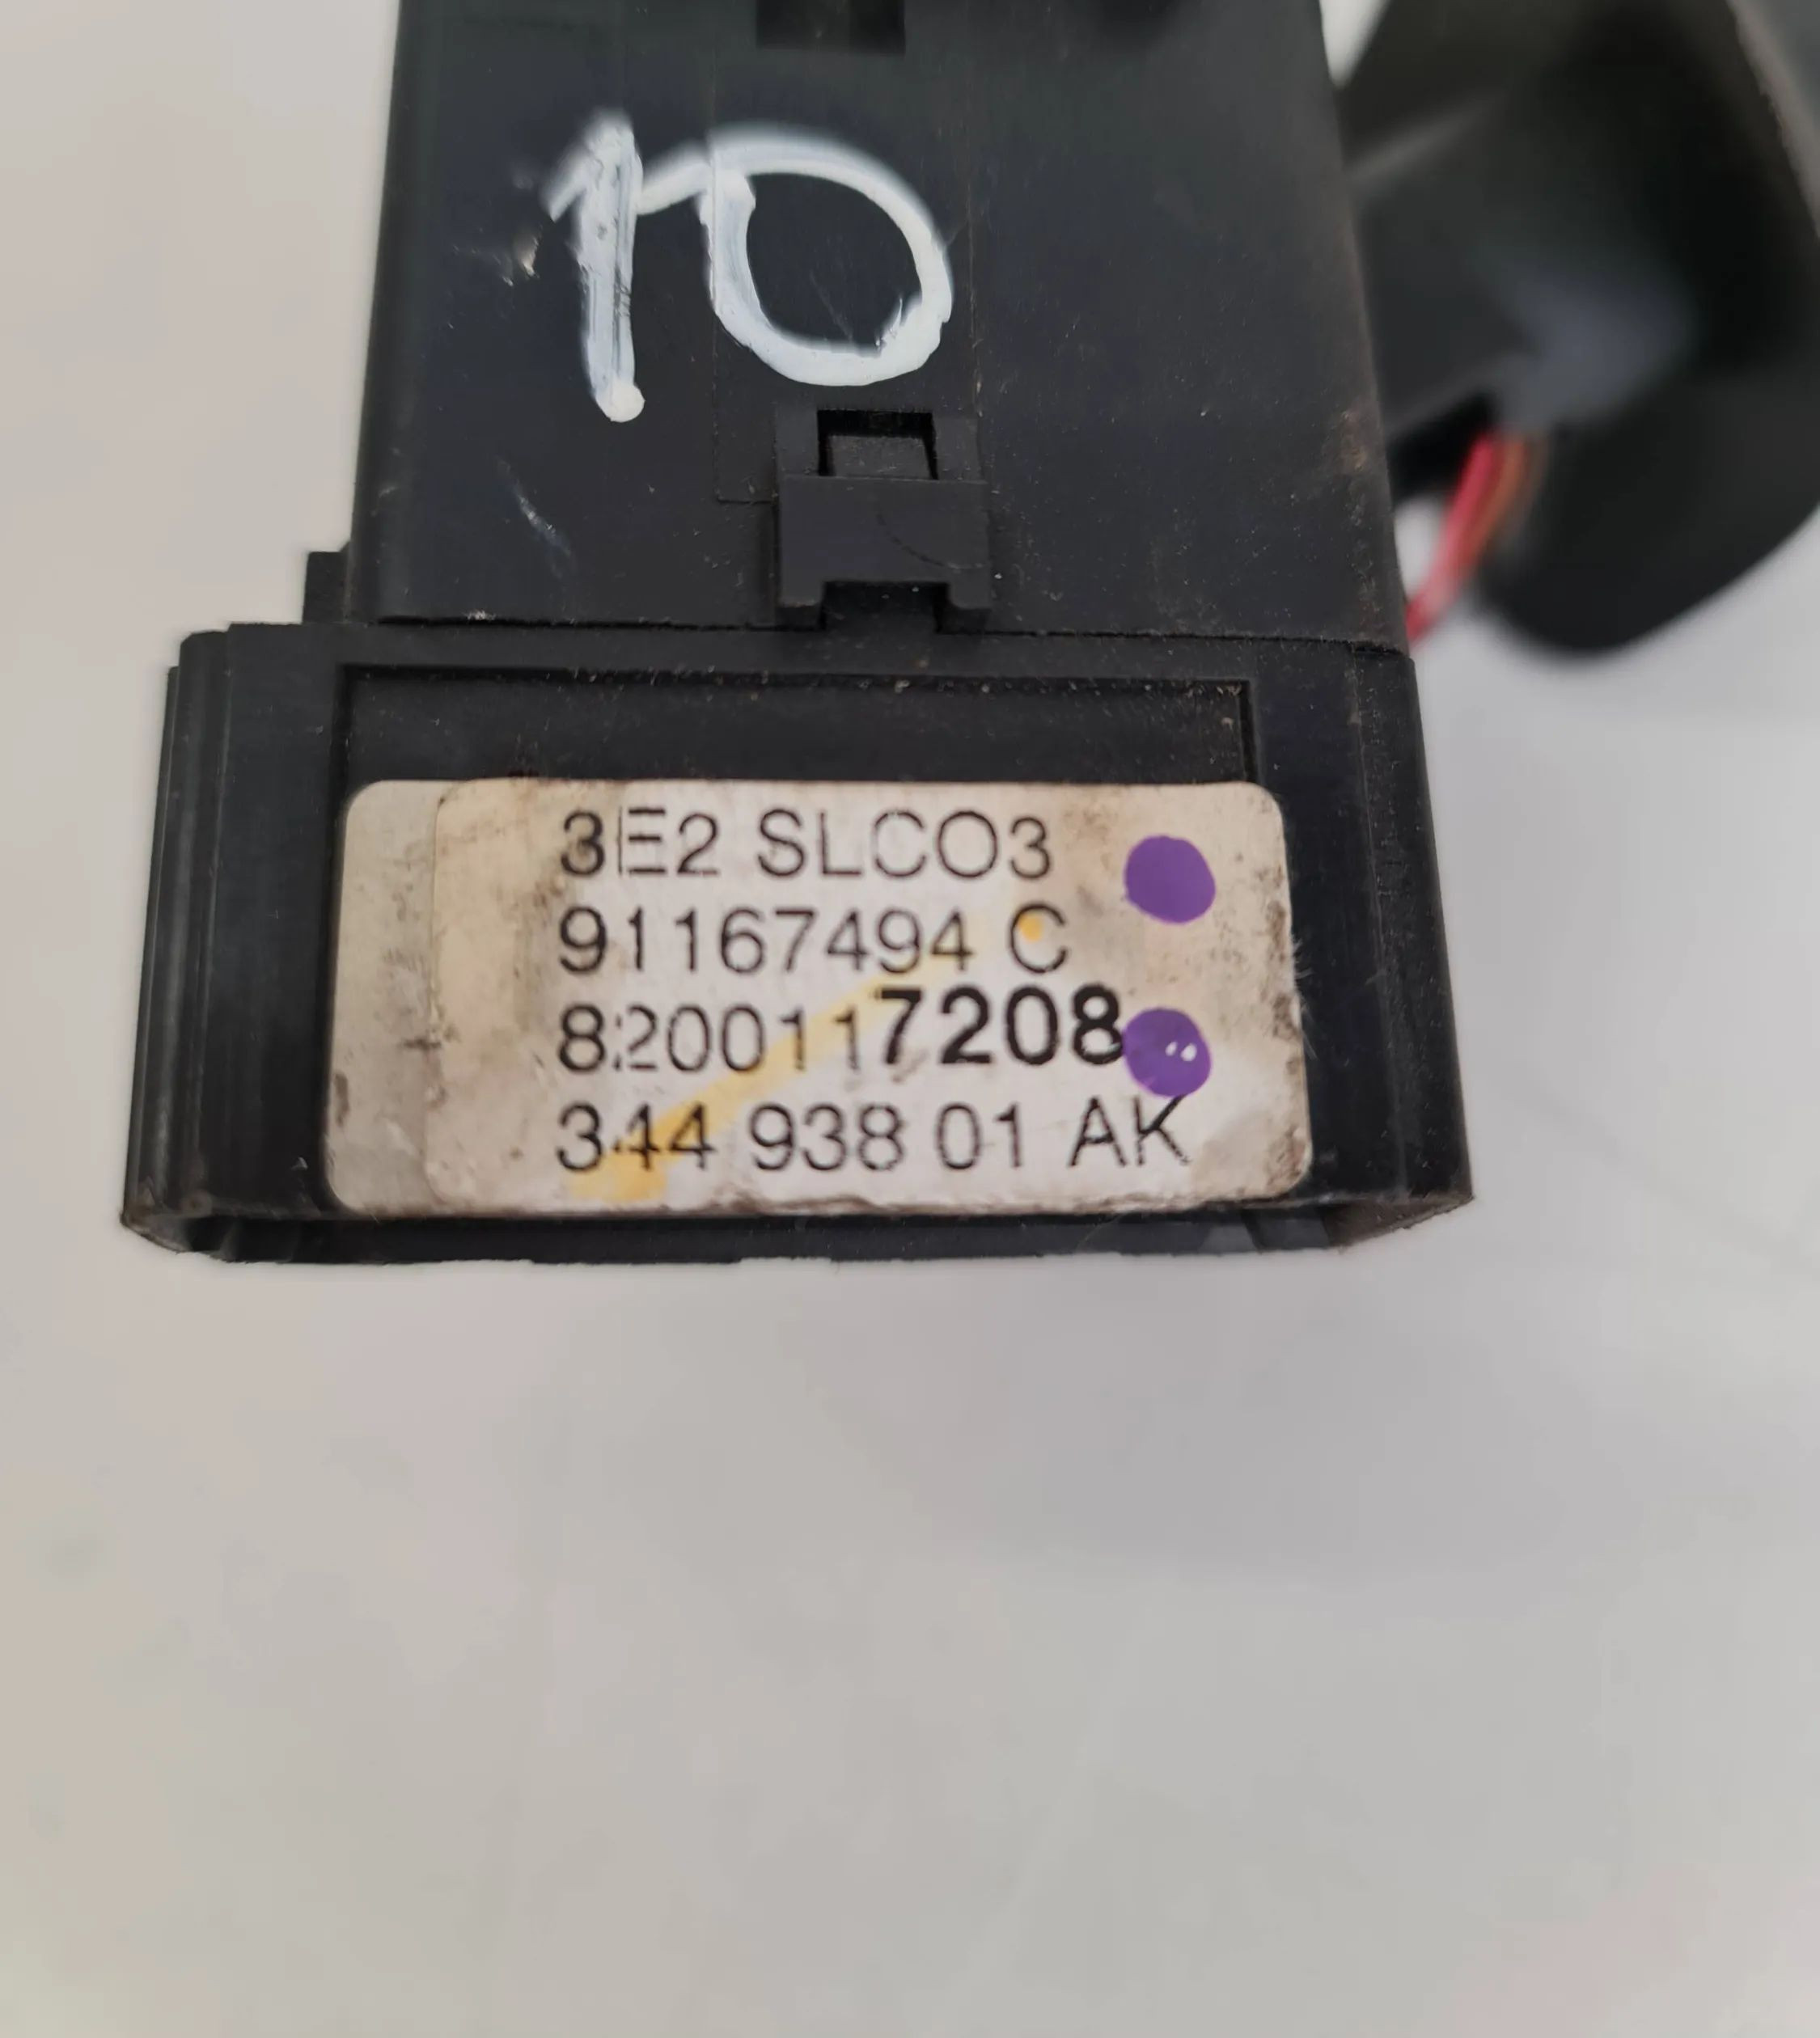 10
3E2 SLCO3
91167494 C
8200117208
344 938 01 AK